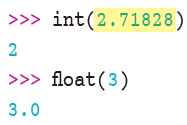 >>> int(2.71828)
2
>>> float(3)
3.0